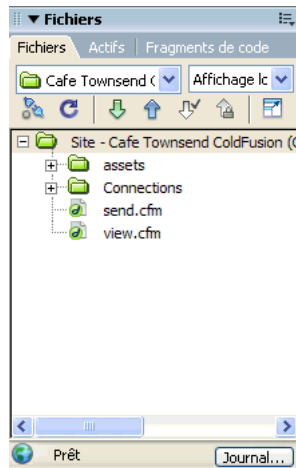 Fichiers
Fichiers Actifs Fragments de code
Cafe Townsend ( Affichage lc
Site - Cafe Townsend ColdFusion (
assets
Connections
send.cfm
view.cfm
Prêt Journal...